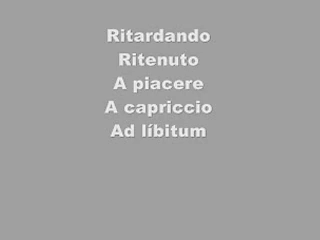 Ritardando
Ritenuto
A piacere
A capriccio
Ad líbitum